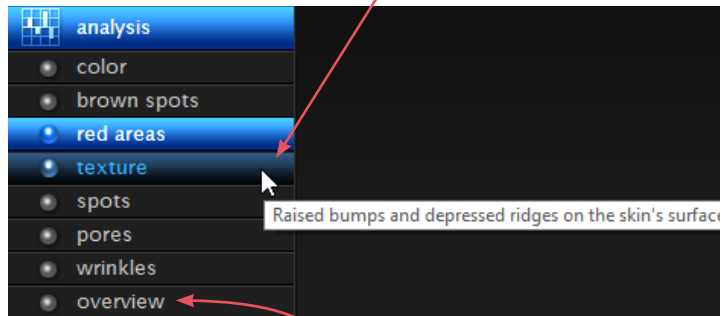 analysis
color
brown spots
red areas
texture
spots
Raised bumps and depressed ridges on the skin's surface
pores
wrinkles
overview